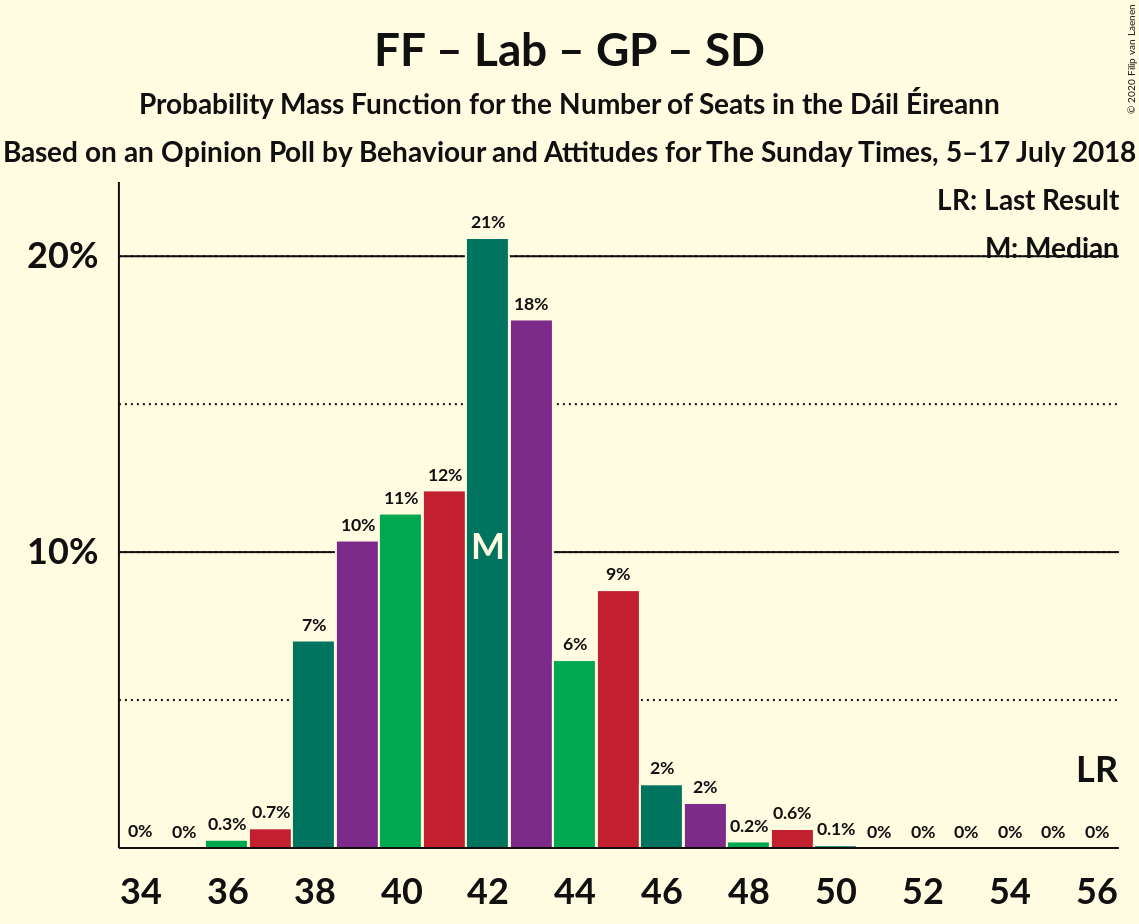 FF – Lab – GP – SD
Probability Mass Function for the Number of Seats in the Dáil Éireann
Based on an Opinion Poll by Behaviour and Attitudes for The Sunday Times, 5–17 July 2018
© 2020 Filip van Laenen
LR: Last Result
M: Median
20%
10%
0%
0%
0.3%
0.7%
7%
10%
11%
12%
21%
18%
6%
9%
2%
2%
0.2%
0.6%
0.1%
0%
0%
0%
0%
0%
0%
M
LR
34 36 38 40 42 44 46 48 50 52 54 56